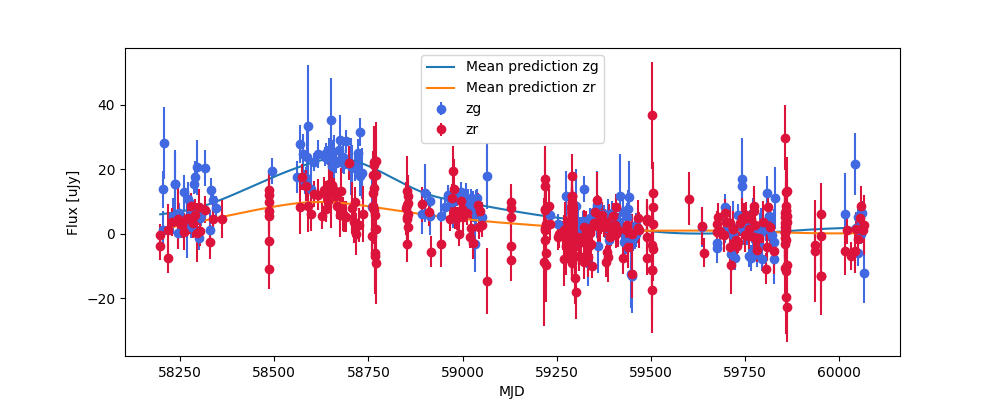 Mean prediction zg
Mean prediction zr
zg
zr
Flux [uJy]
40
20
0
−20
58250 58500 58750 59000 59250 59500 59750 60000
MJD